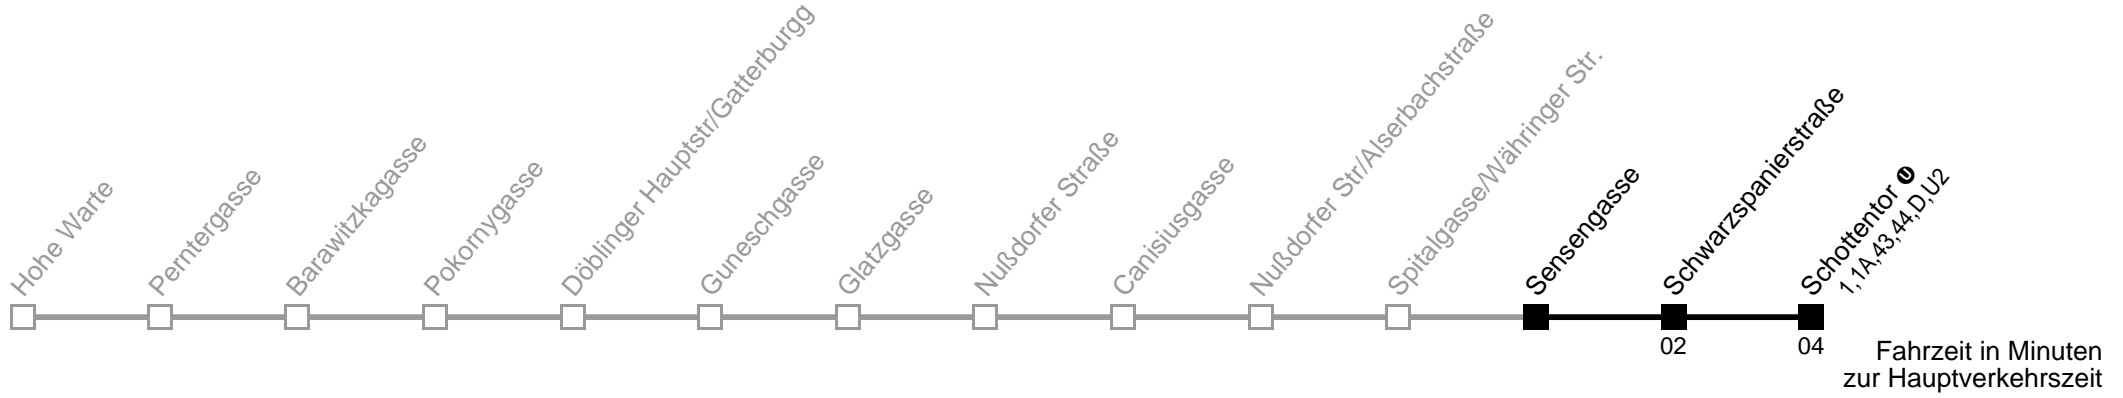 Hohe Warte
Perntergasse
Barawitzkagasse
Pokornygasse
Döblinger Hauptstr/Gatterburgg
Guneschgasse
Glatzgasse
Nußdorfer Straße
Canisiusgasse
Nußdorfer Str/Alserbachstraße
Spitalgasse/Währinger Str.
Sensengasse
Schwarzspanierstraße
Schottentor U
1,1A,43,44,D,U2
02
04
Fahrzeit in Minuten
zur Hauptverkehrszeit